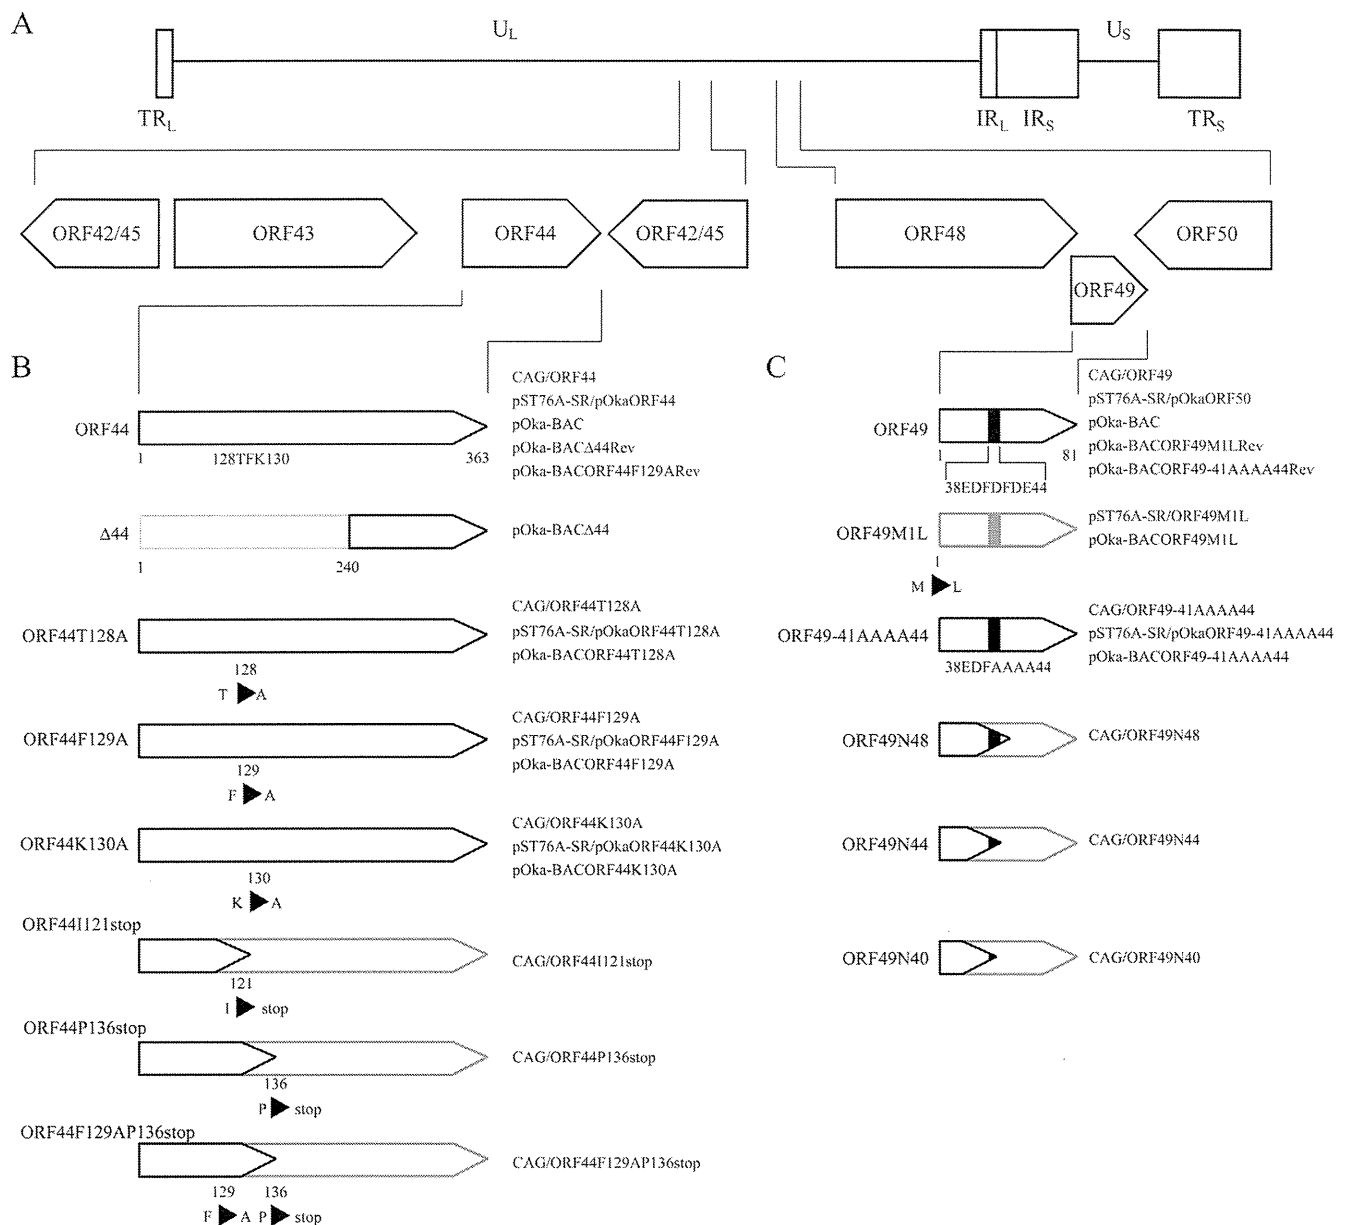 A
U_L
U_S
TR_L
IR_L IR_S
TR_S
ORF42/45
ORF43
ORF44
ORF42/45
ORF48
ORF50
ORF49
B
CAG/ORF44
pST76A-SR/pOkaORF44
pOka-BAC
pOka-BACΔ44Rev
pOka-BACORF44F129ARev
ORF44
1
128TFK130
363
Δ44
pOka-BACΔ44
1
240
ORF44T128A
CAG/ORF44T128A
pST76A-SR/pOkaORF44T128A
pOka-BACORF44T128A
128
T ▶ A
ORF44F129A
CAG/ORF44F129A
pST76A-SR/pOkaORF44F129A
pOka-BACORF44F129A
129
F ▶ A
ORF44K130A
CAG/ORF44K130A
pST76A-SR/pOkaORF44K130A
pOka-BACORF44K130A
130
K ▶ A
ORF44I121stop
CAG/ORF44I121stop
121
I ▶ stop
ORF44P136stop
CAG/ORF44P136stop
136
P ▶ stop
ORF44F129AP136stop
CAG/ORF44F129AP136stop
129 136
F ▶ A P ▶ stop
C
CAG/ORF49
pST76A-SR/pOkaORF50
pOka-BAC
pOka-BACORF49M1LRev
pOka-BACORF49-41AAAA44Rev
ORF49
1
81
38EDFDFDE44
ORF49M1L
pST76A-SR/ORF49M1L
pOka-BACORF49M1L
1
M ▶ L
ORF49-41AAAA44
CAG/ORF49-41AAAA44
pST76A-SR/pOkaORF49-41AAAA44
pOka-BACORF49-41AAAA44
38EDFAAAA44
ORF49N48
CAG/ORF49N48
ORF49N44
CAG/ORF49N44
ORF49N40
CAG/ORF49N40